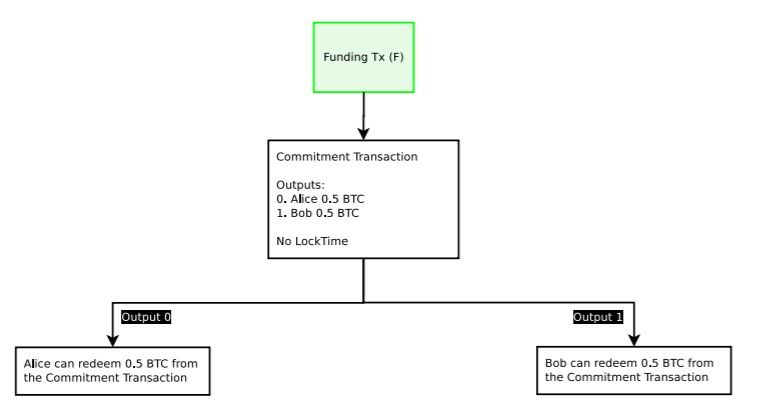 Funding Tx (F)
Commitment Transaction
Outputs:
0. Alice 0.5 BTC
1. Bob 0.5 BTC
No LockTime
Output 0
Output 1
Alice can redeem 0.5 BTC from
the Commitment Transaction
Bob can redeem 0.5 BTC from
the Commitment Transaction